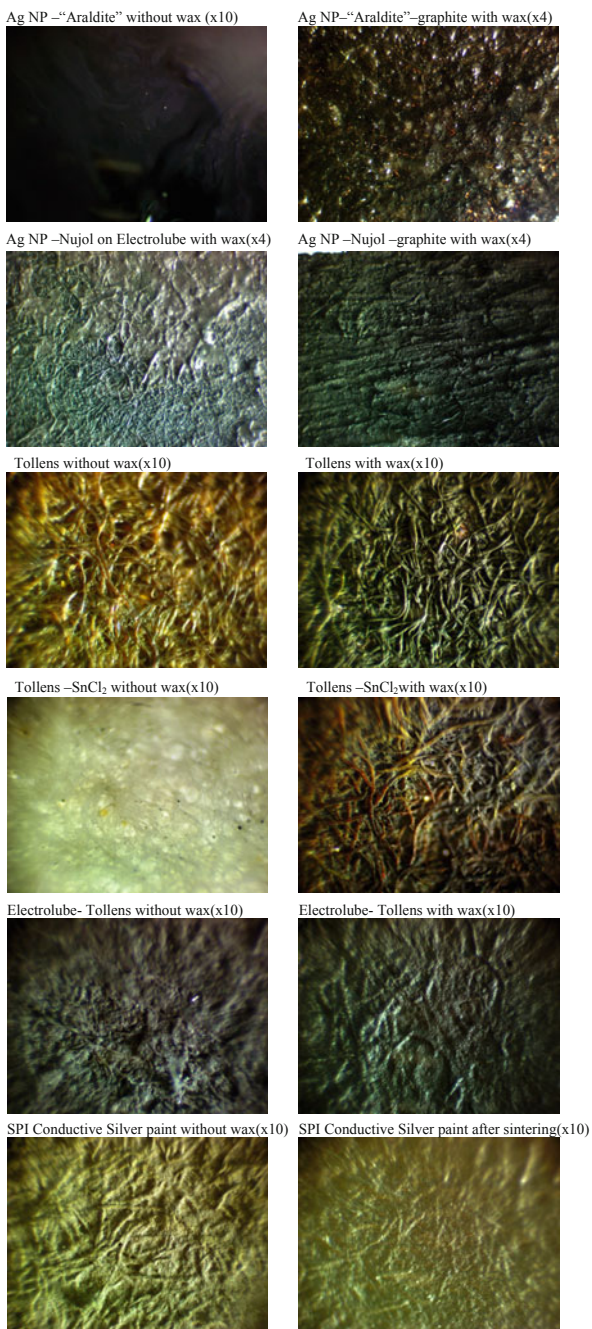 Ag NP –“Araldite” without wax (x10)
Ag NP–“Araldite”–graphite with wax(x4)
Ag NP –Nujol on Electrolube with wax(x4)
Ag NP –Nujol –graphite with wax(x4)
Tollens without wax(x10)
Tollens with wax(x10)
Tollens –SnCl₂ without wax(x10)
Tollens –SnCl₂with wax(x10)
Electrolube- Tollens without wax(x10)
Electrolube- Tollens with wax(x10)
SPI Conductive Silver paint without wax(x10)
SPI Conductive Silver paint after sintering(x10)